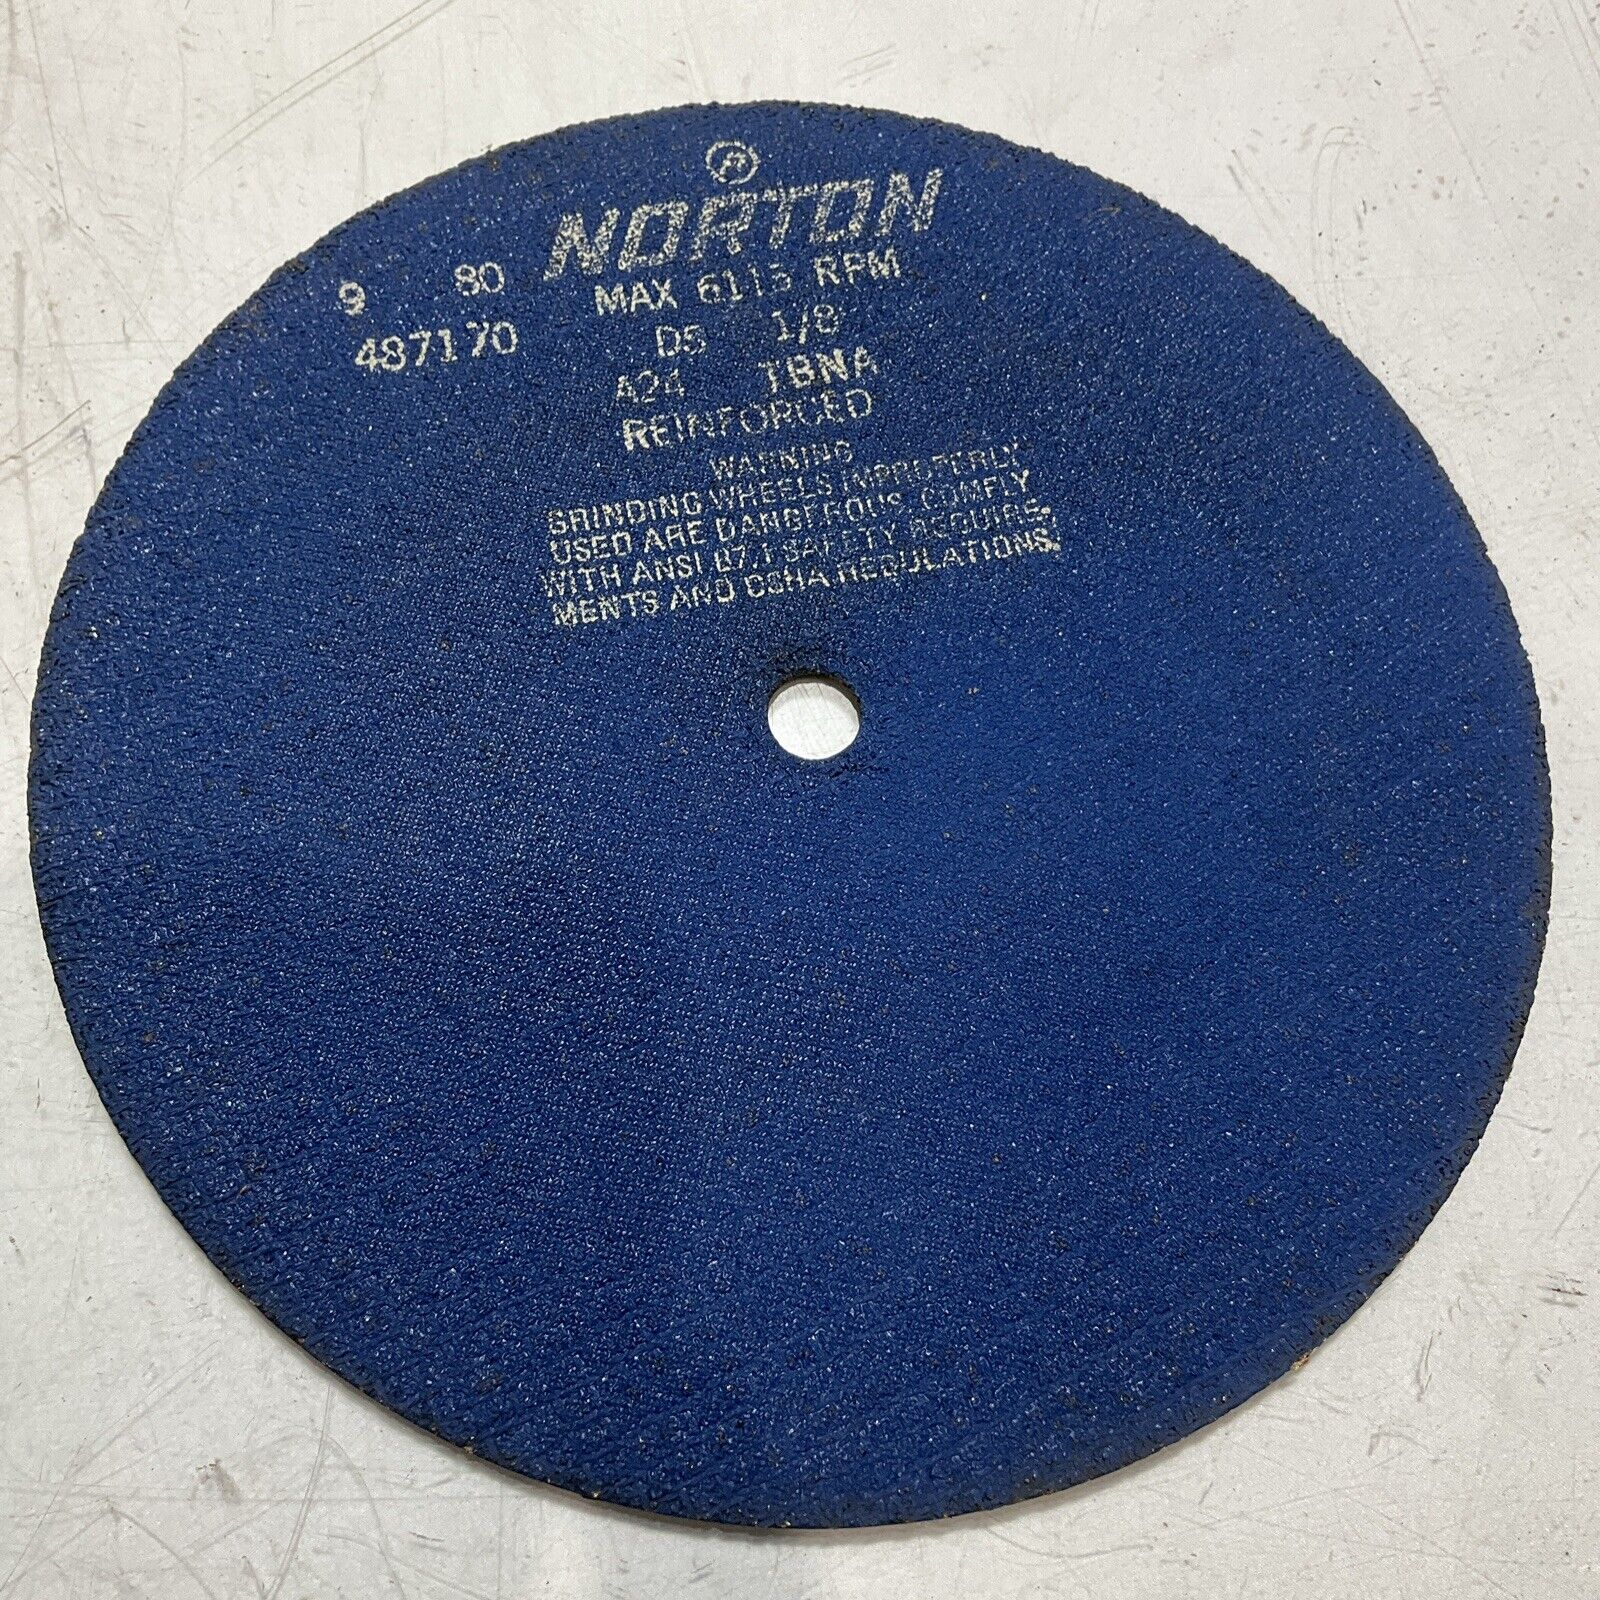 NORTON
9 80 MAX 6115 RPM
487170 D5 1/8
A24 TBNA
REINFORCED
WARNING
GRINDING WHEELS IMPROPERLY
USED ARE DANGEROUS. COMPLY
WITH ANSI B7.1 SAFETY REQUIRE-
MENTS AND OSHA REGULATIONS.